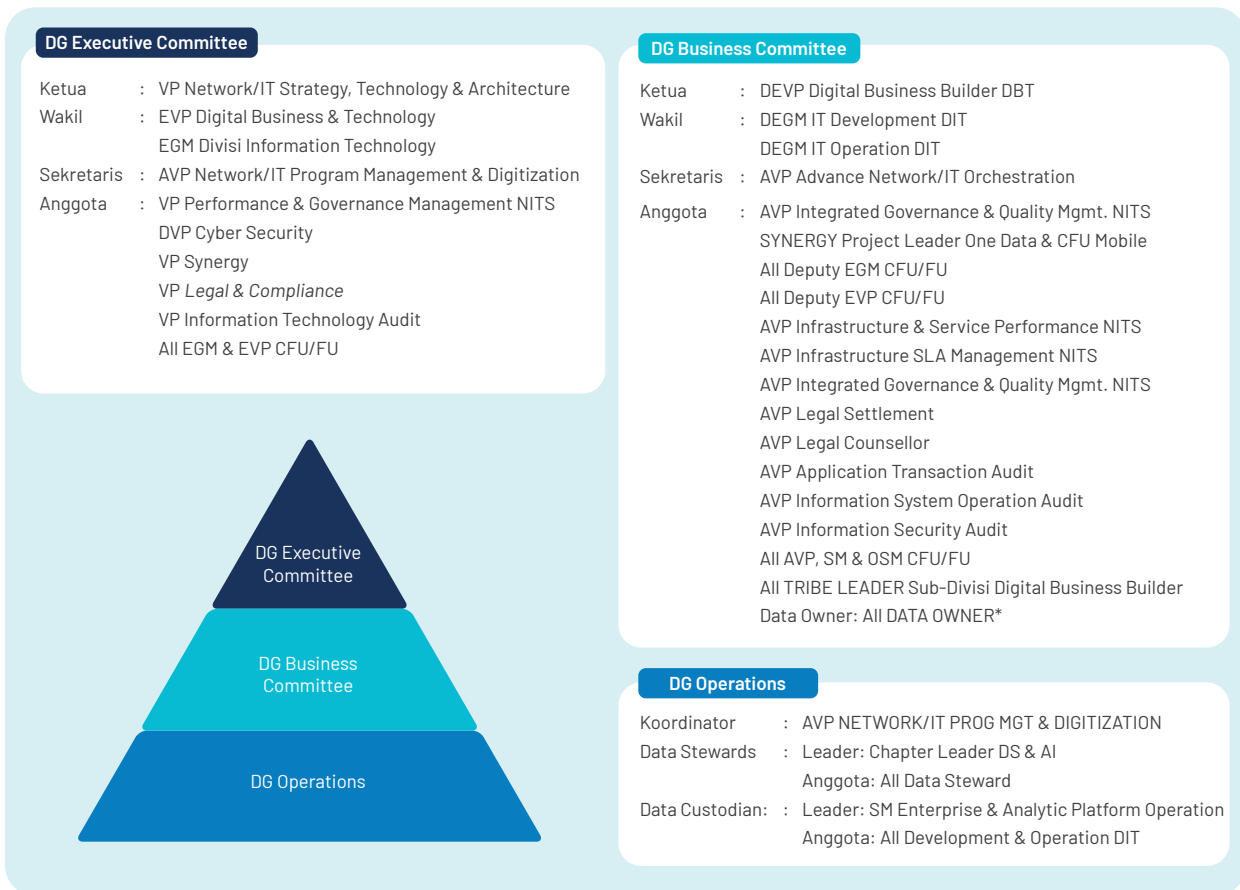 DG Executive Committee
Ketua : VP Network/IT Strategy, Technology & Architecture
Wakil : EVP Digital Business & Technology
EGM Divisi Information Technology
Sekretaris : AVP Network/IT Program Management & Digitization
Anggota : VP Performance & Governance Management NITS
DVP Cyber Security
VP Synergy
VP Legal & Compliance
VP Information Technology Audit
All EGM & EVP CFU/FU
DG Executive
Committee
DG Business
Committee
DG Operations
DG Business Committee
Ketua : DEVP Digital Business Builder DBT
Wakil : DEGM IT Development DIT
DEGM IT Operation DIT
Sekretaris : AVP Advance Network/IT Orchestration
Anggota : AVP Integrated Governance & Quality Mgmt. NITS
SYNERGY Project Leader One Data & CFU Mobile
All Deputy EGM CFU/FU
All Deputy EVP CFU/FU
AVP Infrastructure & Service Performance NITS
AVP Infrastructure SLA Management NITS
AVP Integrated Governance & Quality Mgmt. NITS
AVP Legal Settlement
AVP Legal Counsellor
AVP Application Transaction Audit
AVP Information System Operation Audit
AVP Information Security Audit
All AVP, SM & OSM CFU/FU
All TRIBE LEADER Sub-Divisi Digital Business Builder
Data Owner: All DATA OWNER*
DG Operations
Koordinator : AVP NETWORK/IT PROG MGT & DIGITIZATION
Data Stewards : Leader: Chapter Leader DS & AI
Anggota: All Data Steward
Data Custodian: : Leader: SM Enterprise & Analytic Platform Operation
Anggota: All Development & Operation DIT